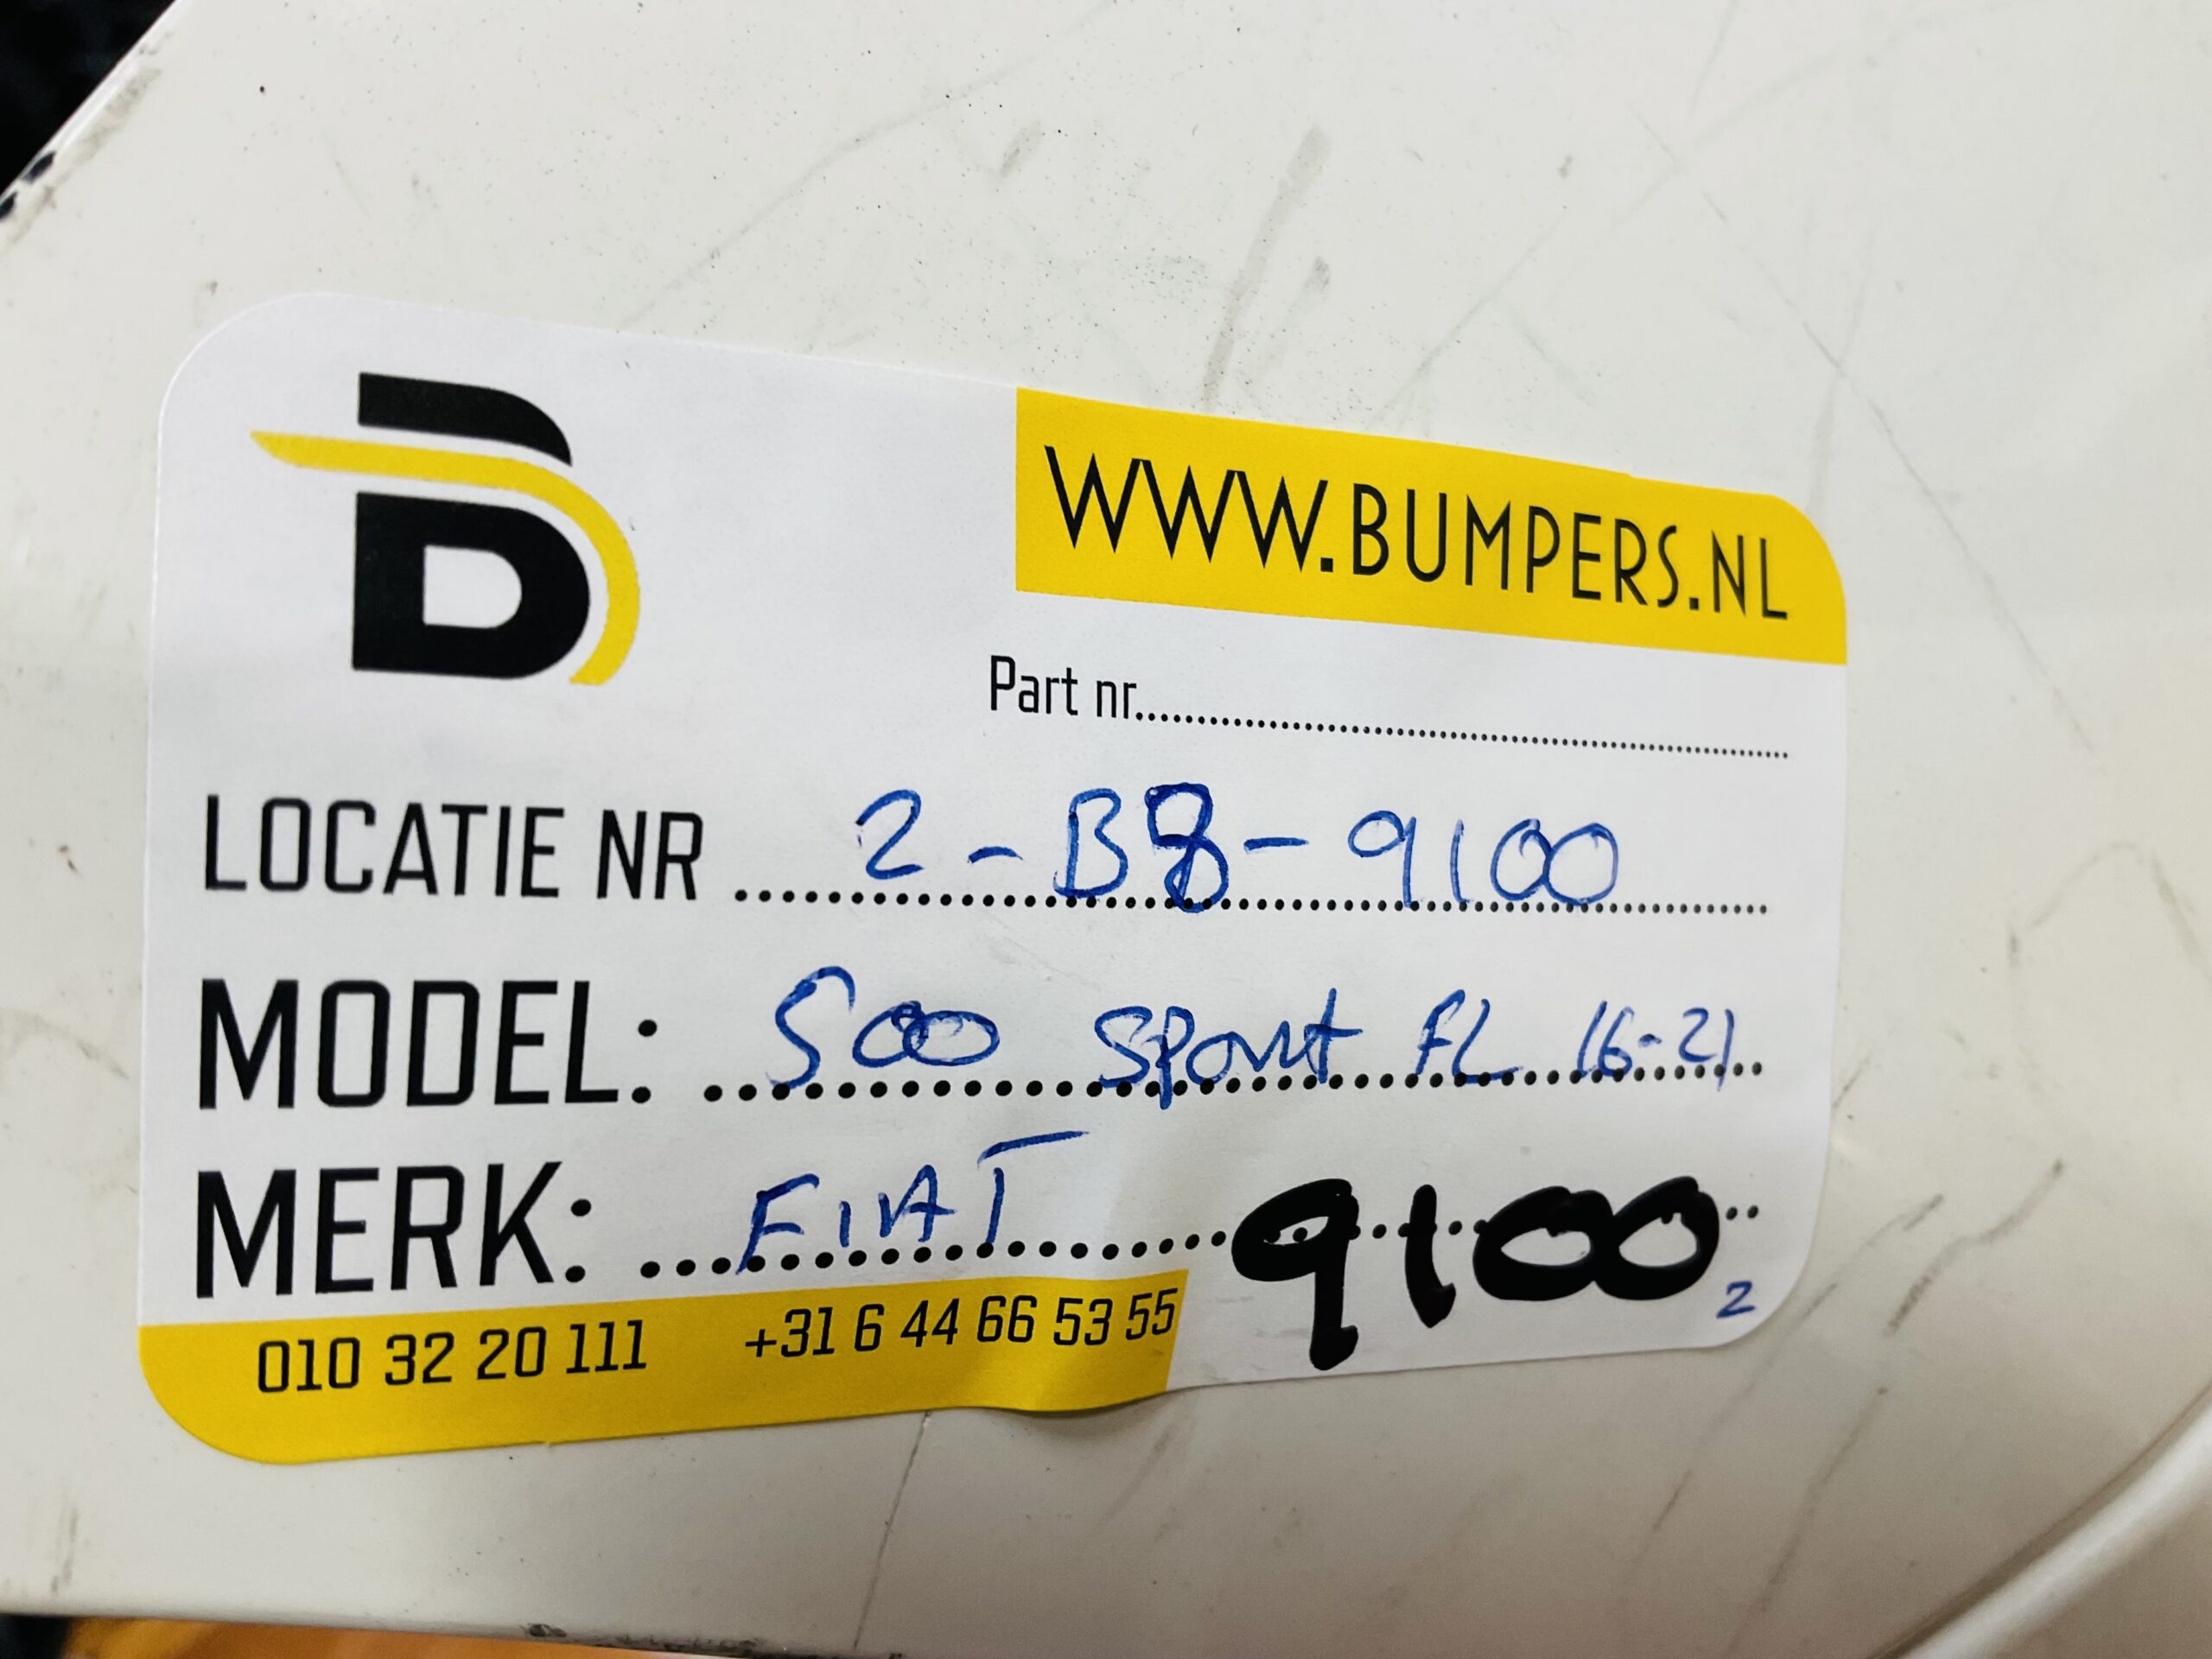 B
WWW.BUMPERS.NL
Part nr.
LOCATIE NR 2-B8-9100
MODEL: 500 Sport FL 16-21
MERK: FIAT 9100
2
010 32 20 111 +31 6 44 66 53 55